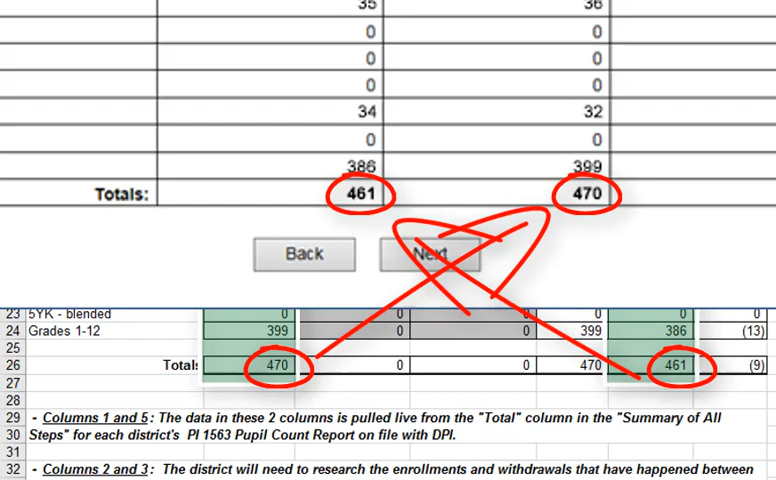 35 36
0 0
0 0
0 0
34 32
0 0
386 399
Totals: 461 470
Back Next
23 5YK - blended 0 0 0 0 0 0
24 Grades 1-12 399 0 0 399 386 (13)
25
26 Totals 470 0 0 470 461 (9)
27
28
29 - Columns 1 and 5: The data in these 2 columns is pulled live from the "Total" column in the "Summary of All
30 Steps" for each district's PI 1563 Pupil Count Report on file with DPI.
31
32 - Columns 2 and 3: The district will need to research the enrollments and withdrawals that have happened between